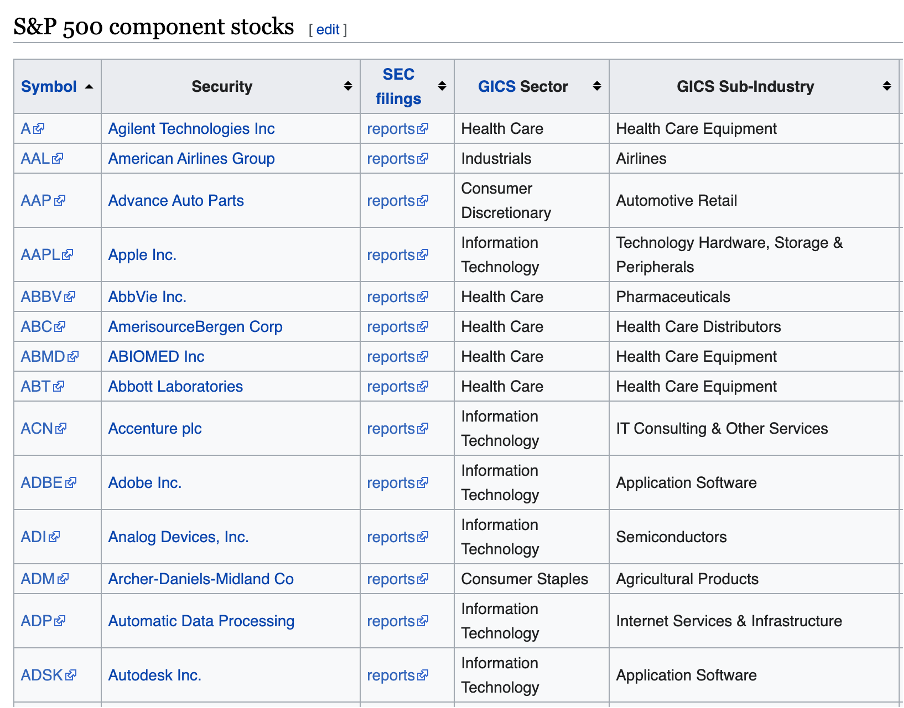 S&P 500 component stocks [ edit ]
Symbol Security SEC filings GICS Sector GICS Sub-Industry
A Agilent Technologies Inc reports Health Care Health Care Equipment
AAL American Airlines Group reports Industrials Airlines
AAP Advance Auto Parts reports Consumer Discretionary Automotive Retail
AAPL Apple Inc. reports Information Technology Technology Hardware, Storage & Peripherals
ABBV AbbVie Inc. reports Health Care Pharmaceuticals
ABC AmerisourceBergen Corp reports Health Care Health Care Distributors
ABMD ABIOMED Inc reports Health Care Health Care Equipment
ABT Abbott Laboratories reports Health Care Health Care Equipment
ACN Accenture plc reports Information Technology IT Consulting & Other Services
ADBE Adobe Inc. reports Information Technology Application Software
ADI Analog Devices, Inc. reports Information Technology Semiconductors
ADM Archer-Daniels-Midland Co reports Consumer Staples Agricultural Products
ADP Automatic Data Processing reports Information Technology Internet Services & Infrastructure
ADSK Autodesk Inc. reports Information Technology Application Software